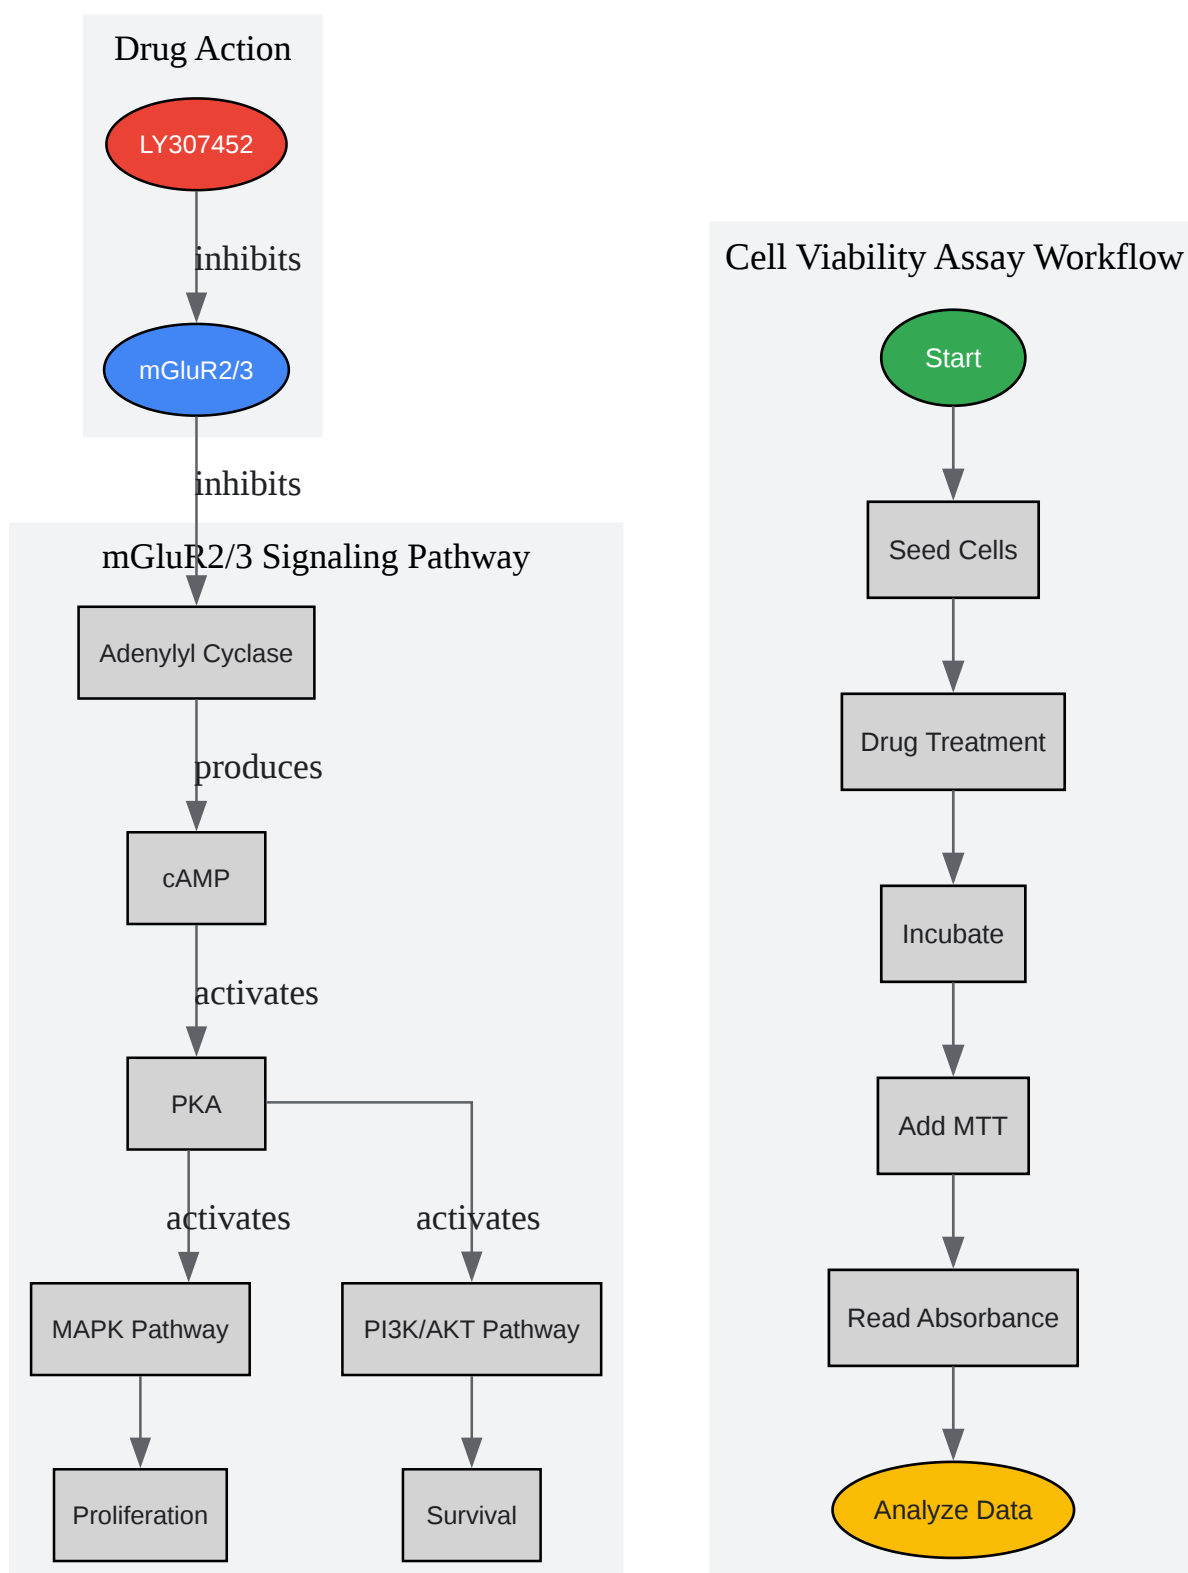 Drug Action
LY307452
inhibits
mGluR2/3
inhibits
mGluR2/3 Signaling Pathway
Adenylyl Cyclase
produces
cAMP
activates
PKA
activates
activates
MAPK Pathway
PI3K/AKT Pathway
Proliferation
Survival
Cell Viability Assay Workflow
Start
Seed Cells
Drug Treatment
Incubate
Add MTT
Read Absorbance
Analyze Data